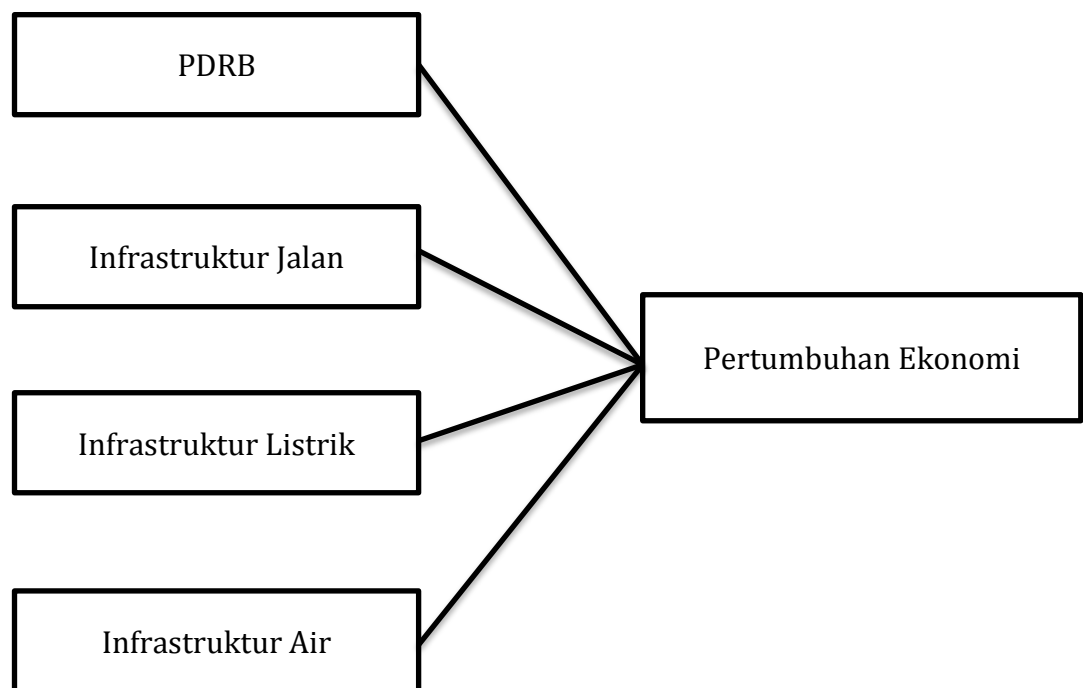 PDRB
Infrastruktur Jalan
Infrastruktur Listrik
Infrastruktur Air
Pertumbuhan Ekonomi